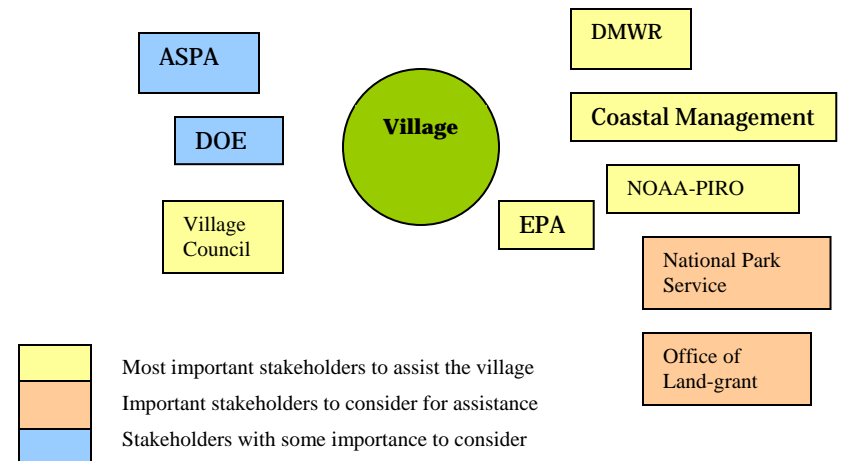 DMWR
ASPA
Village
Coastal Management
DOE
NOAA-PIRO
Village
Council
EPA
National Park
Service
Office of
Land-grant
Most important stakeholders to assist the village
Important stakeholders to consider for assistance
Stakeholders with some importance to consider